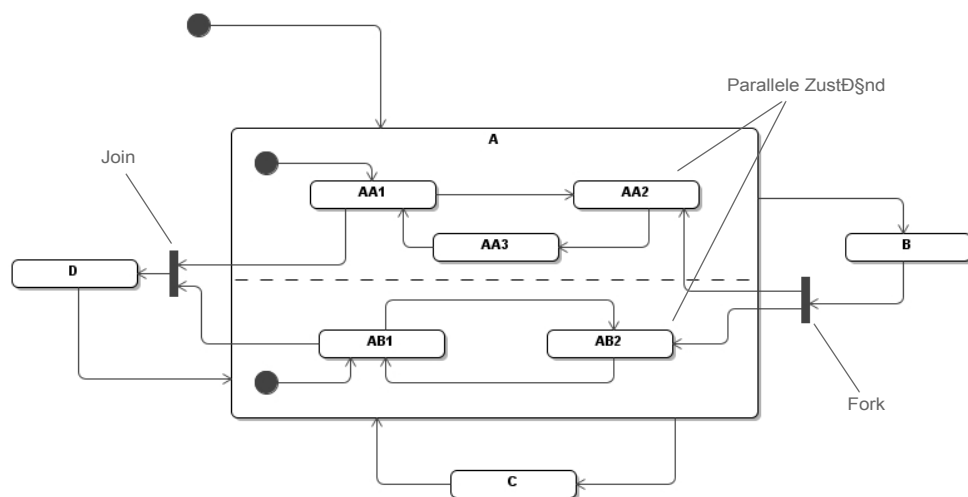 Parallele ZustÐ§nd
A
Join
AA1
AA2
AA3
B
D
AB1
AB2
Fork
C